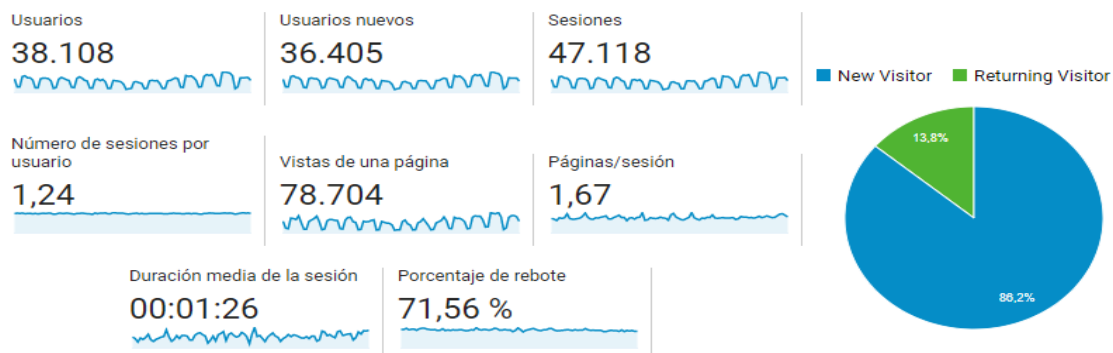 Usuarios
38.108
Usuarios nuevos
36.405
Sesiones
47.118
New Visitor
Returning Visitor
Número de sesiones por
usuario
1,24
Vistas de una página
78.704
Páginas/sesión
1,67
13,8%
86,2%
Duración media de la sesión
00:01:26
Porcentaje de rebote
71,56 %